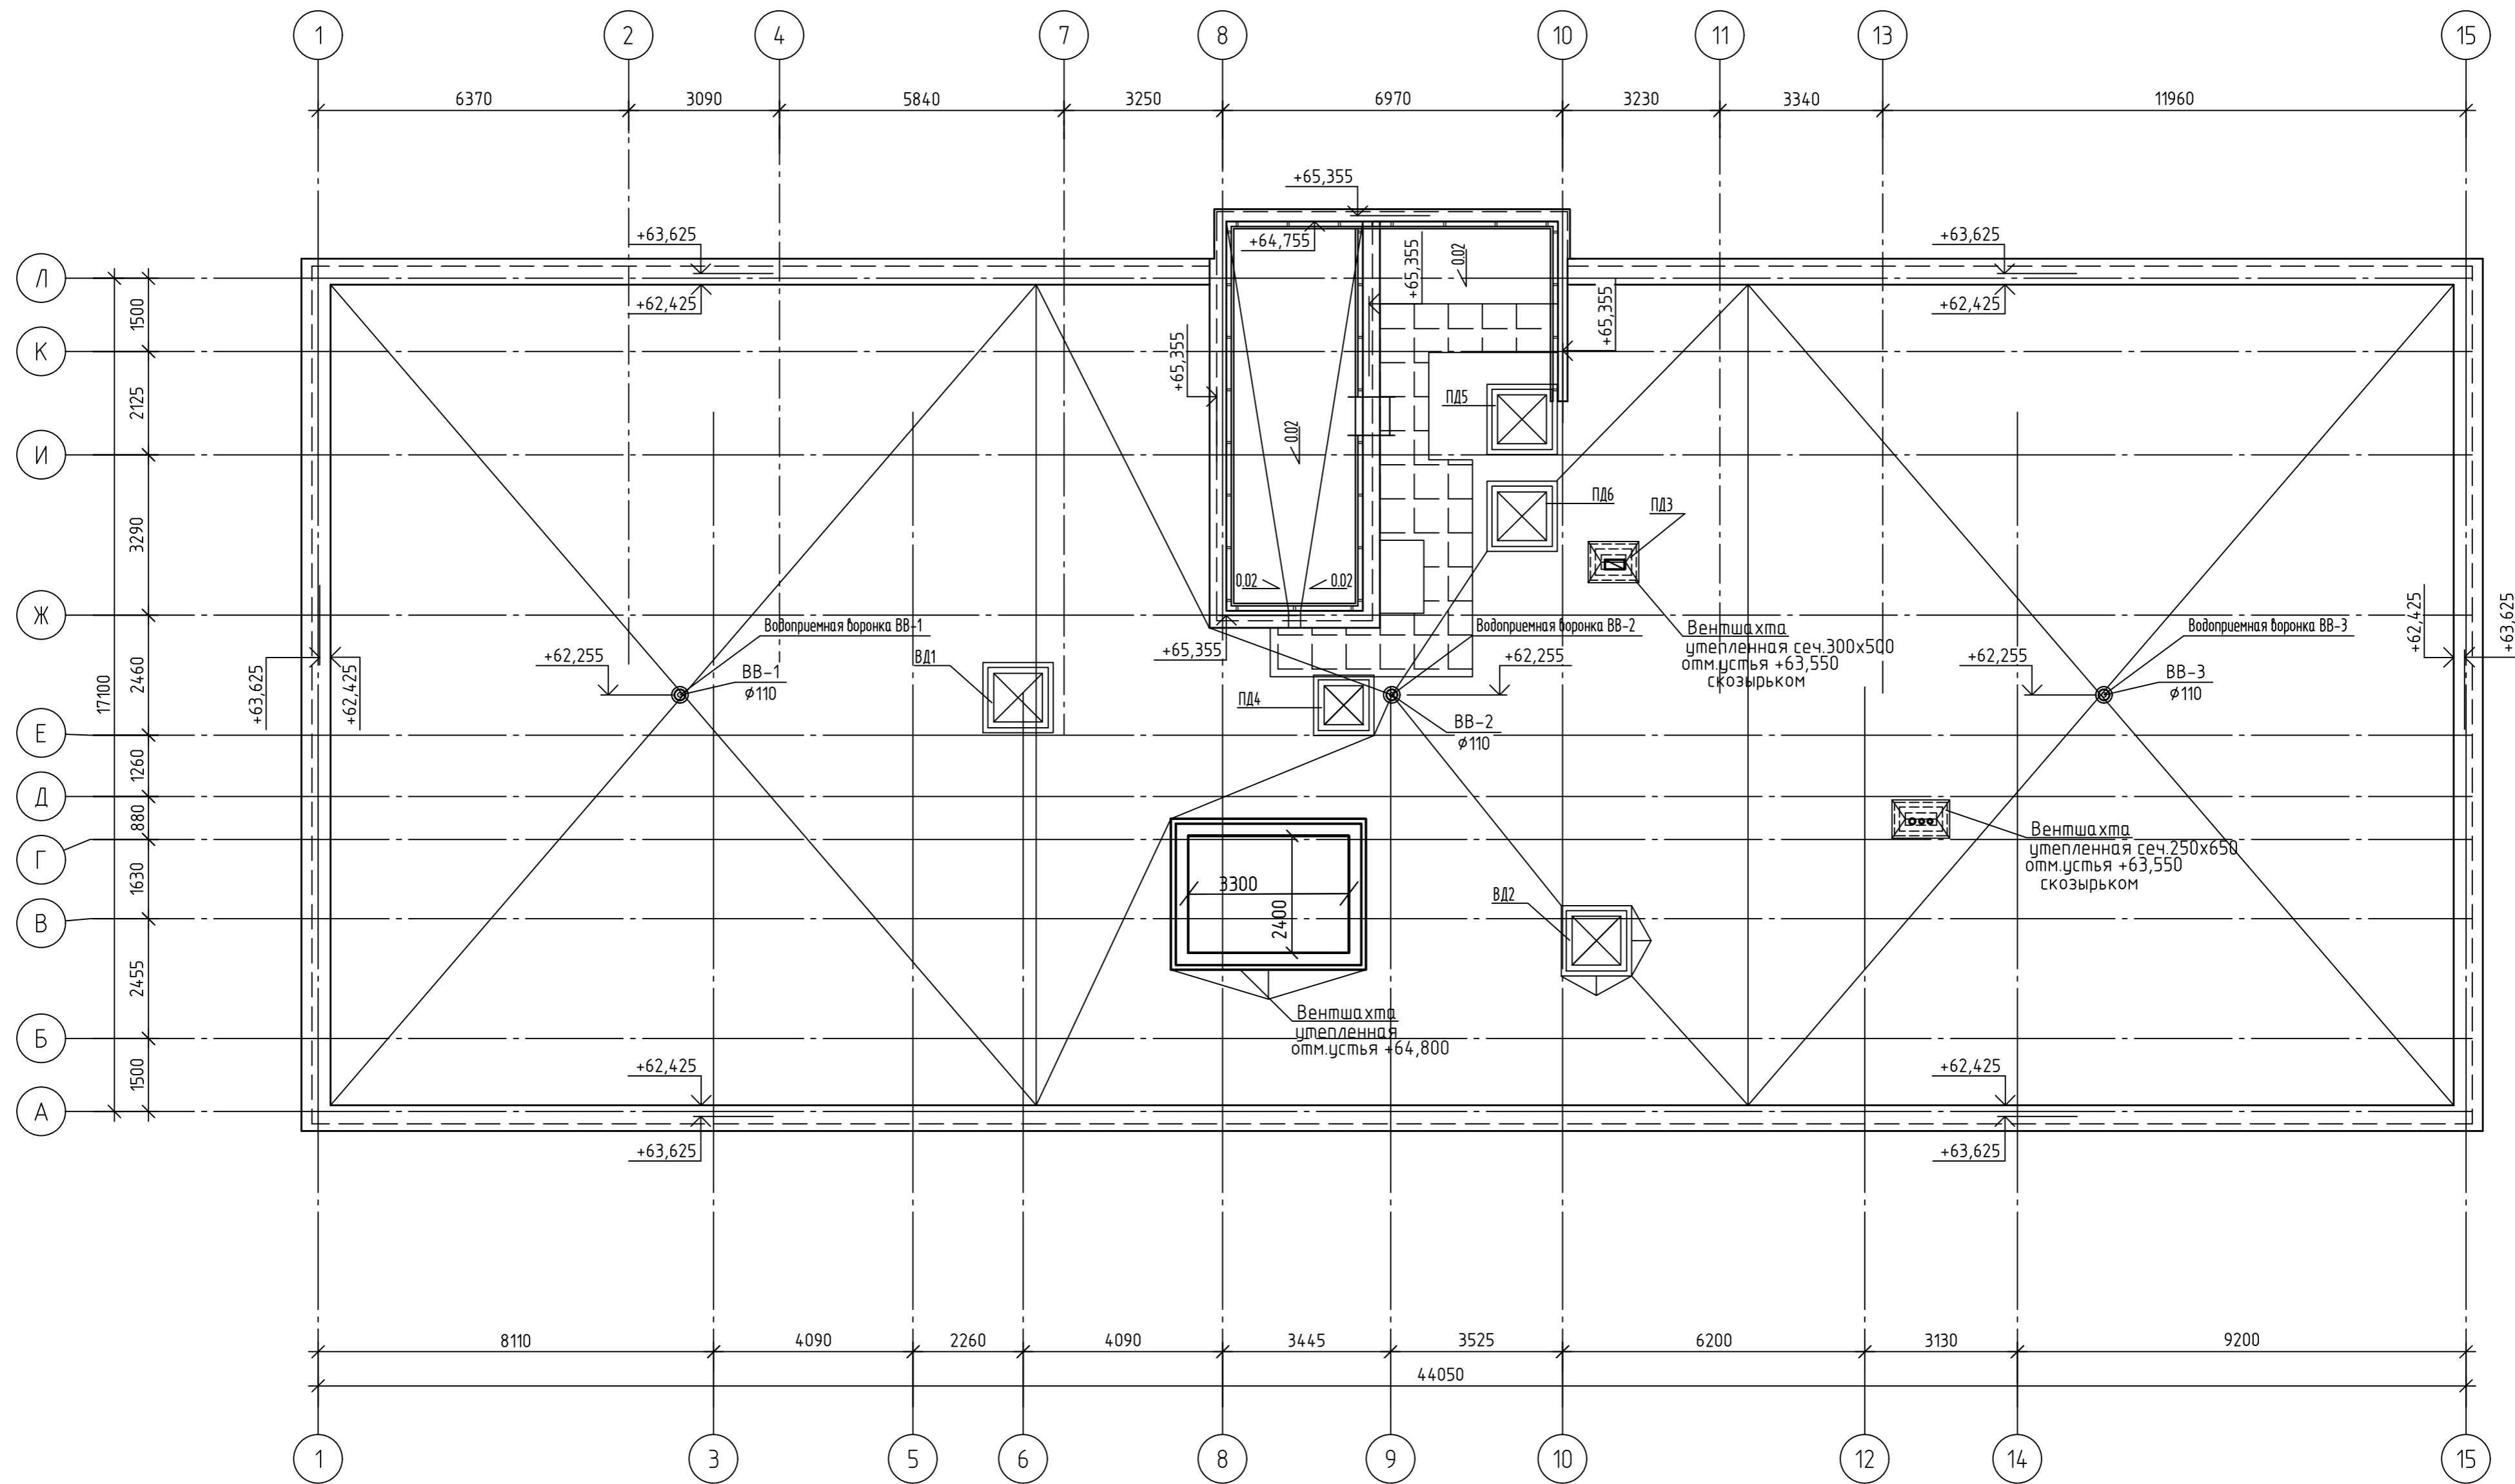 1 2 4 7 8 10 11 13 15
6370 3090 5840 3250 6970 3230 3340 11960
+65,355
+63,625 +64,755 +63,625
+65,355 0.02
Л
+62,425 +62,425
1500
+65,355
К
+65,355
2125
ПД5
0.02
И
ПД6
ПД3
3290
0.02 0.02
Ж
Водоприемная воронка ВВ-1
Водоприемная воронка ВВ-2
Вентшахта
утепленная сеч.300х500
отм.устья +63,550
скозырьком
Водоприемная воронка ВВ-3
+62,425
+63,625
+65,355
+62,255 ВД1 +62,255 +62,255
2460
+63,625
+62,425
17100
ВВ-1
ϕ110
ПД4
ВВ-2
ϕ110
ВВ-3
ϕ110
Е
1260
Д
880
Вентшахта
утепленная сеч.250х650
отм.устья +63,550
скозырьком
Г
1630
3300
2400
ВД2
В
2455
Вентшахта
утепленная
отм.устья +64,800
Б
1500
+62,425 +62,425
А
+63,625 +63,625
8110 4090 2260 4090 3445 3525 6200 3130 9200
44050
1 3 5 6 8 9 10 12 14 15